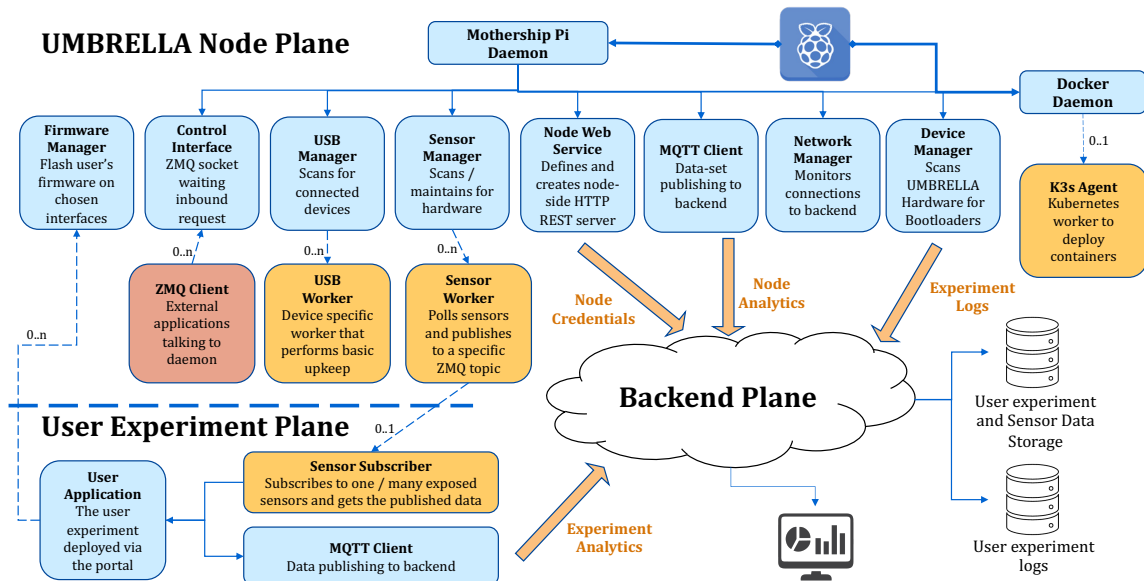 UMBRELLA Node Plane
Mothership Pi
Daemon
Docker
Daemon
Firmware
Manager
Flash user's
firmware on
chosen
interfaces
Control
Interface
ZMQ socket
waiting
inbound
request
USB
Manager
Scans for
connected
devices
Sensor
Manager
Scans /
maintains for
hardware
Node Web
Service
Defines and
creates node-
side HTTP
REST server
MQTT Client
Data-set
publishing to
backend
Network
Manager
Monitors
connections
to backend
Device
Manager
Scans
UMBRELLA
Hardware for
Bootloaders
0..1
K3s Agent
Kubernetes
worker to
deploy
containers
0..n
0..n
0..n
0..n
ZMQ Client
External
applications
talking to
daemon
USB
Worker
Device specific
worker that
performs basic
upkeep
Sensor
Worker
Polls sensors
and publishes
to a specific
ZMQ topic
Node
Credentials
Node
Analytics
Experiment
Logs
Backend Plane
User experiment
and Sensor Data
Storage
User experiment
logs
User Experiment Plane
0..1
User
Application
The user
experiment
deployed via
the portal
Sensor Subscriber
Subscribes to one / many exposed
sensors and gets the published data
MQTT Client
Data publishing to backend
Experiment
Analytics